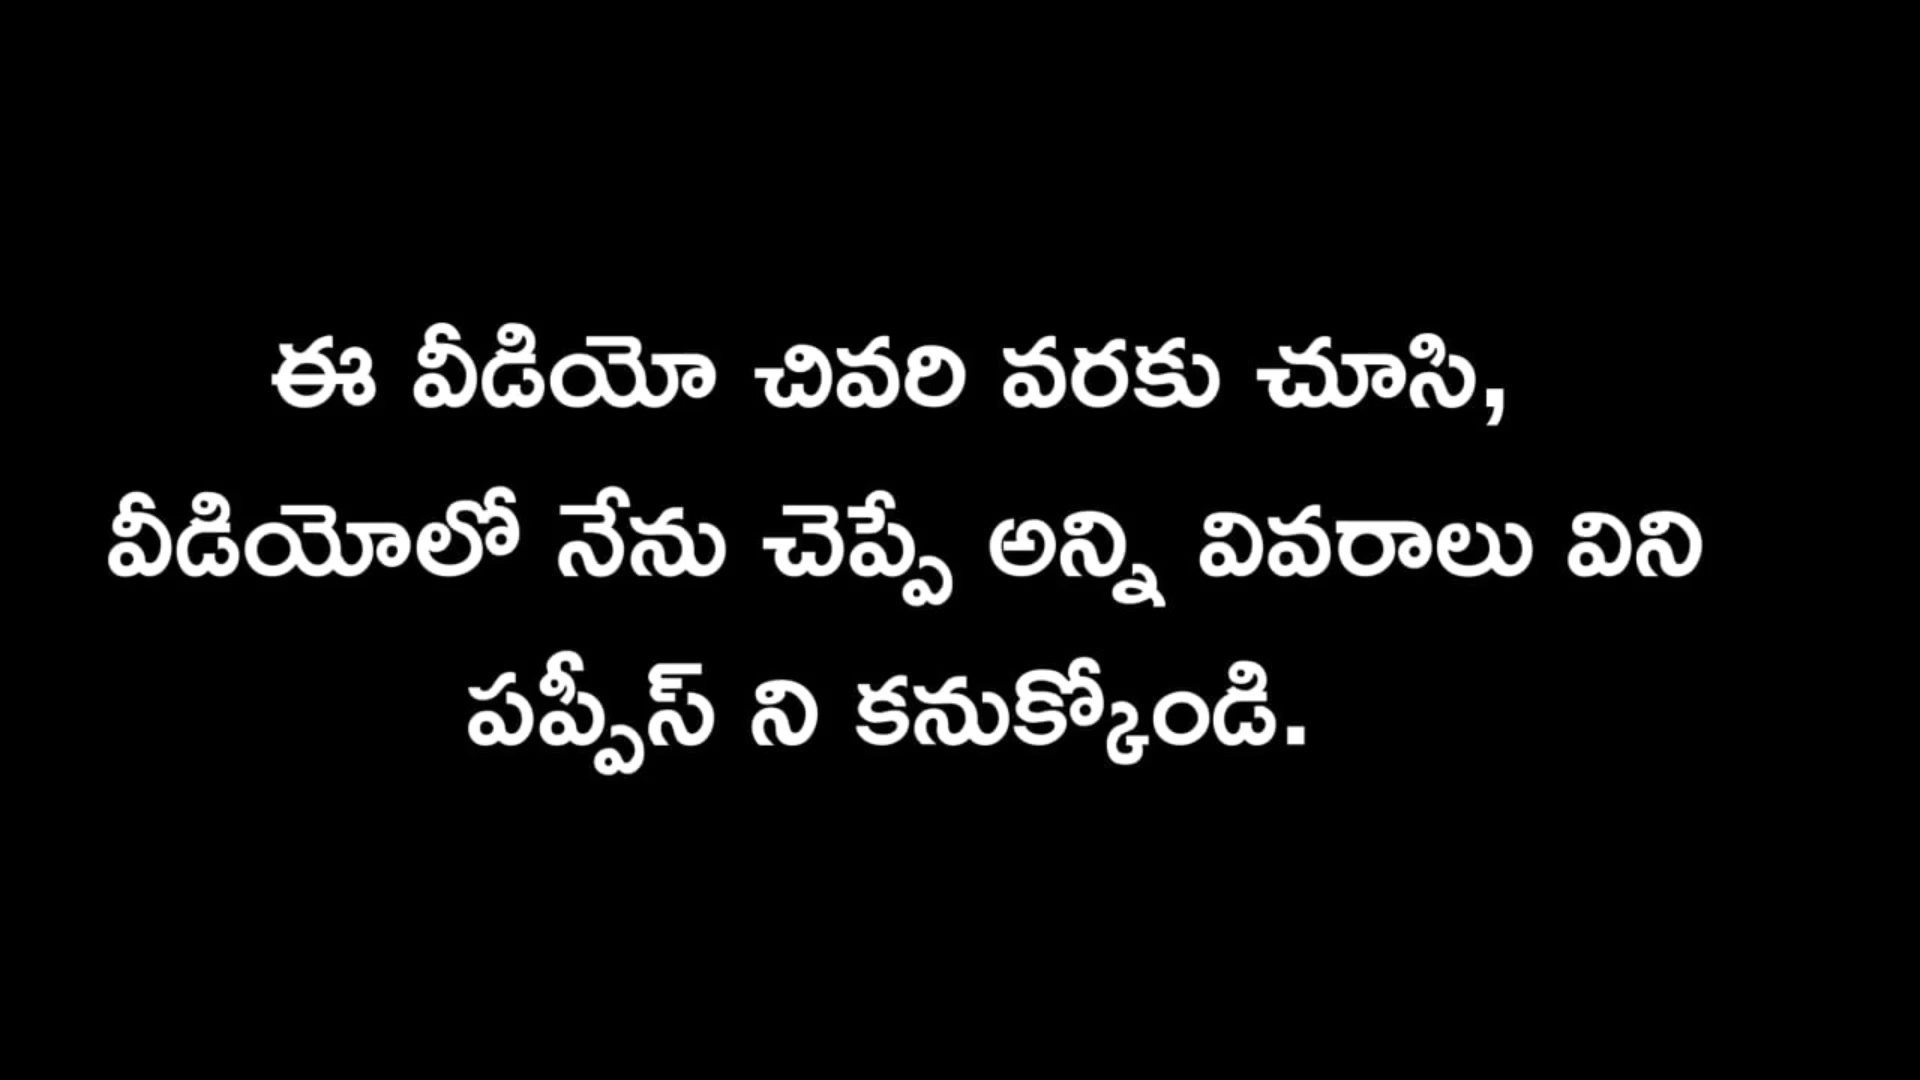 ఈ వీడియో చివరి వరకు చూసి,
వీడియోలో నేను చెప్పే అన్ని వివరాలు విని
పప్పీస్ ని కనుక్కోండి.